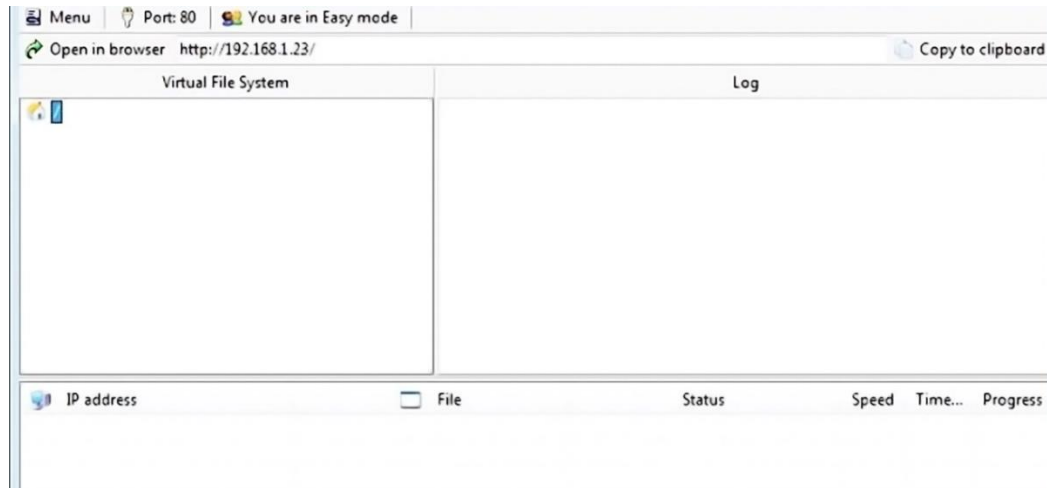 Menu Port: 80 You are in Easy mode
Open in browser http://192.168.1.23/ Copy to clipboard
Virtual File System Log
/
IP address File Status Speed Time... Progress